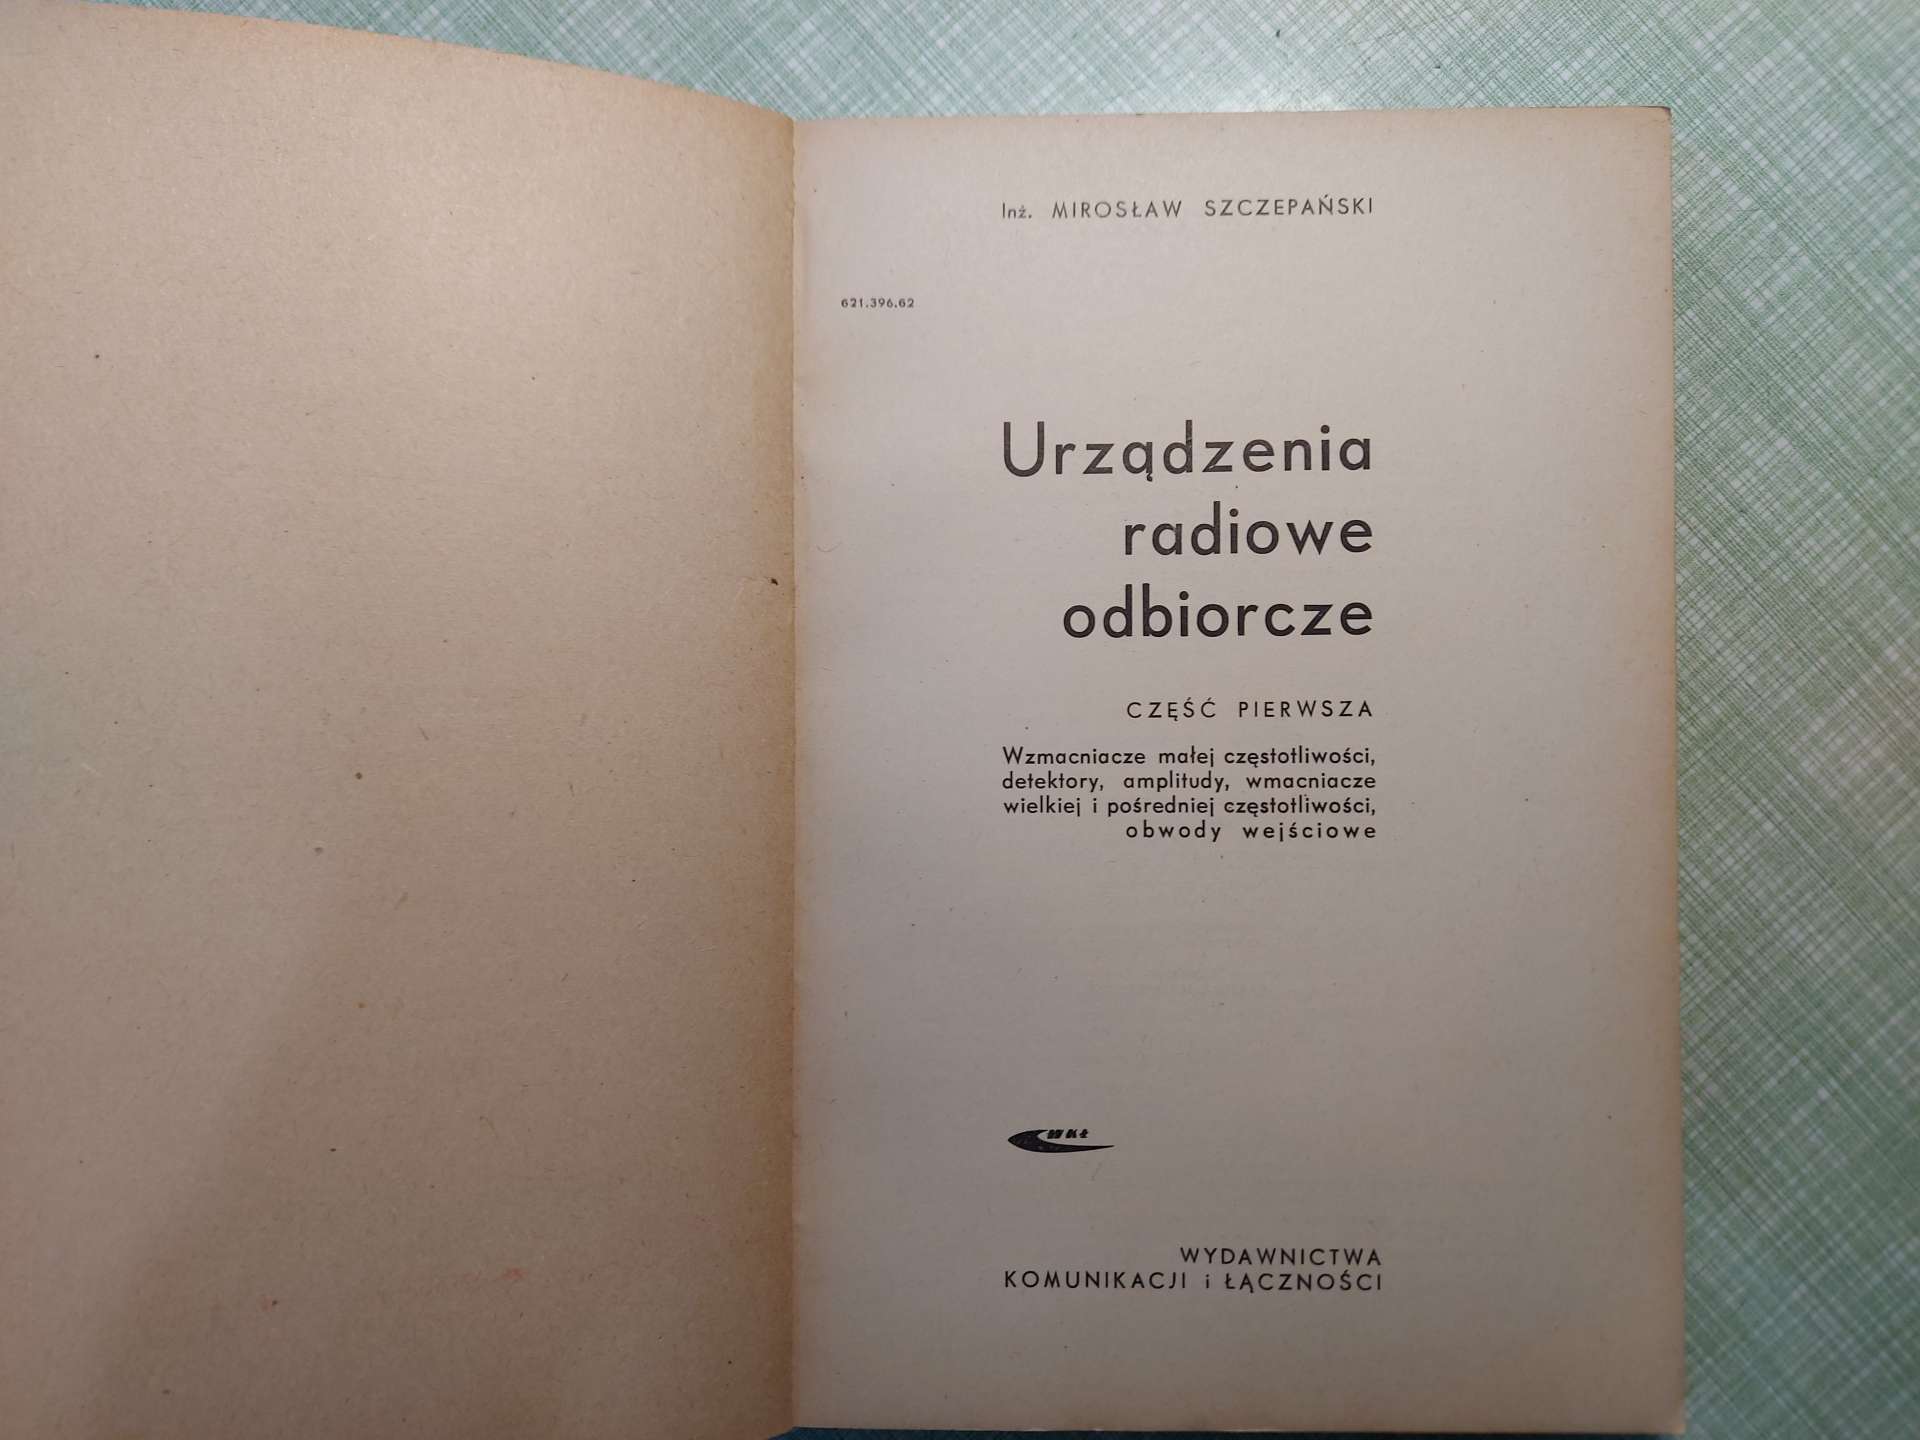 Inż. MIROSŁAW SZCZEPAŃSKI
621.396.62
Urządzenia
radiowe
odbiorcze
CZĘŚĆ PIERWSZA
Wzmacniacze małej częstotliwości,
detektory, amplitudy, wmacniacze
wielkiej i pośredniej częstotliwości,
obwody wejściowe
WKŁ
WYDAWNICTWA
KOMUNIKACJI i ŁĄCZNOŚCI